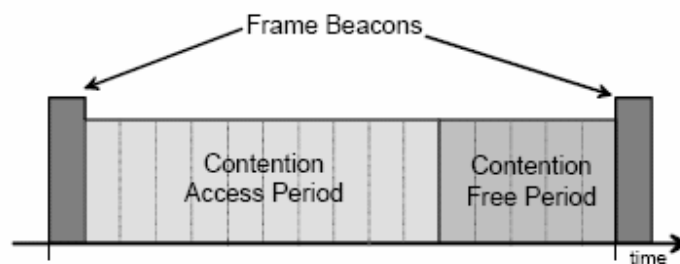 Frame Beacons
Contention
Access Period
Contention
Free Period
time